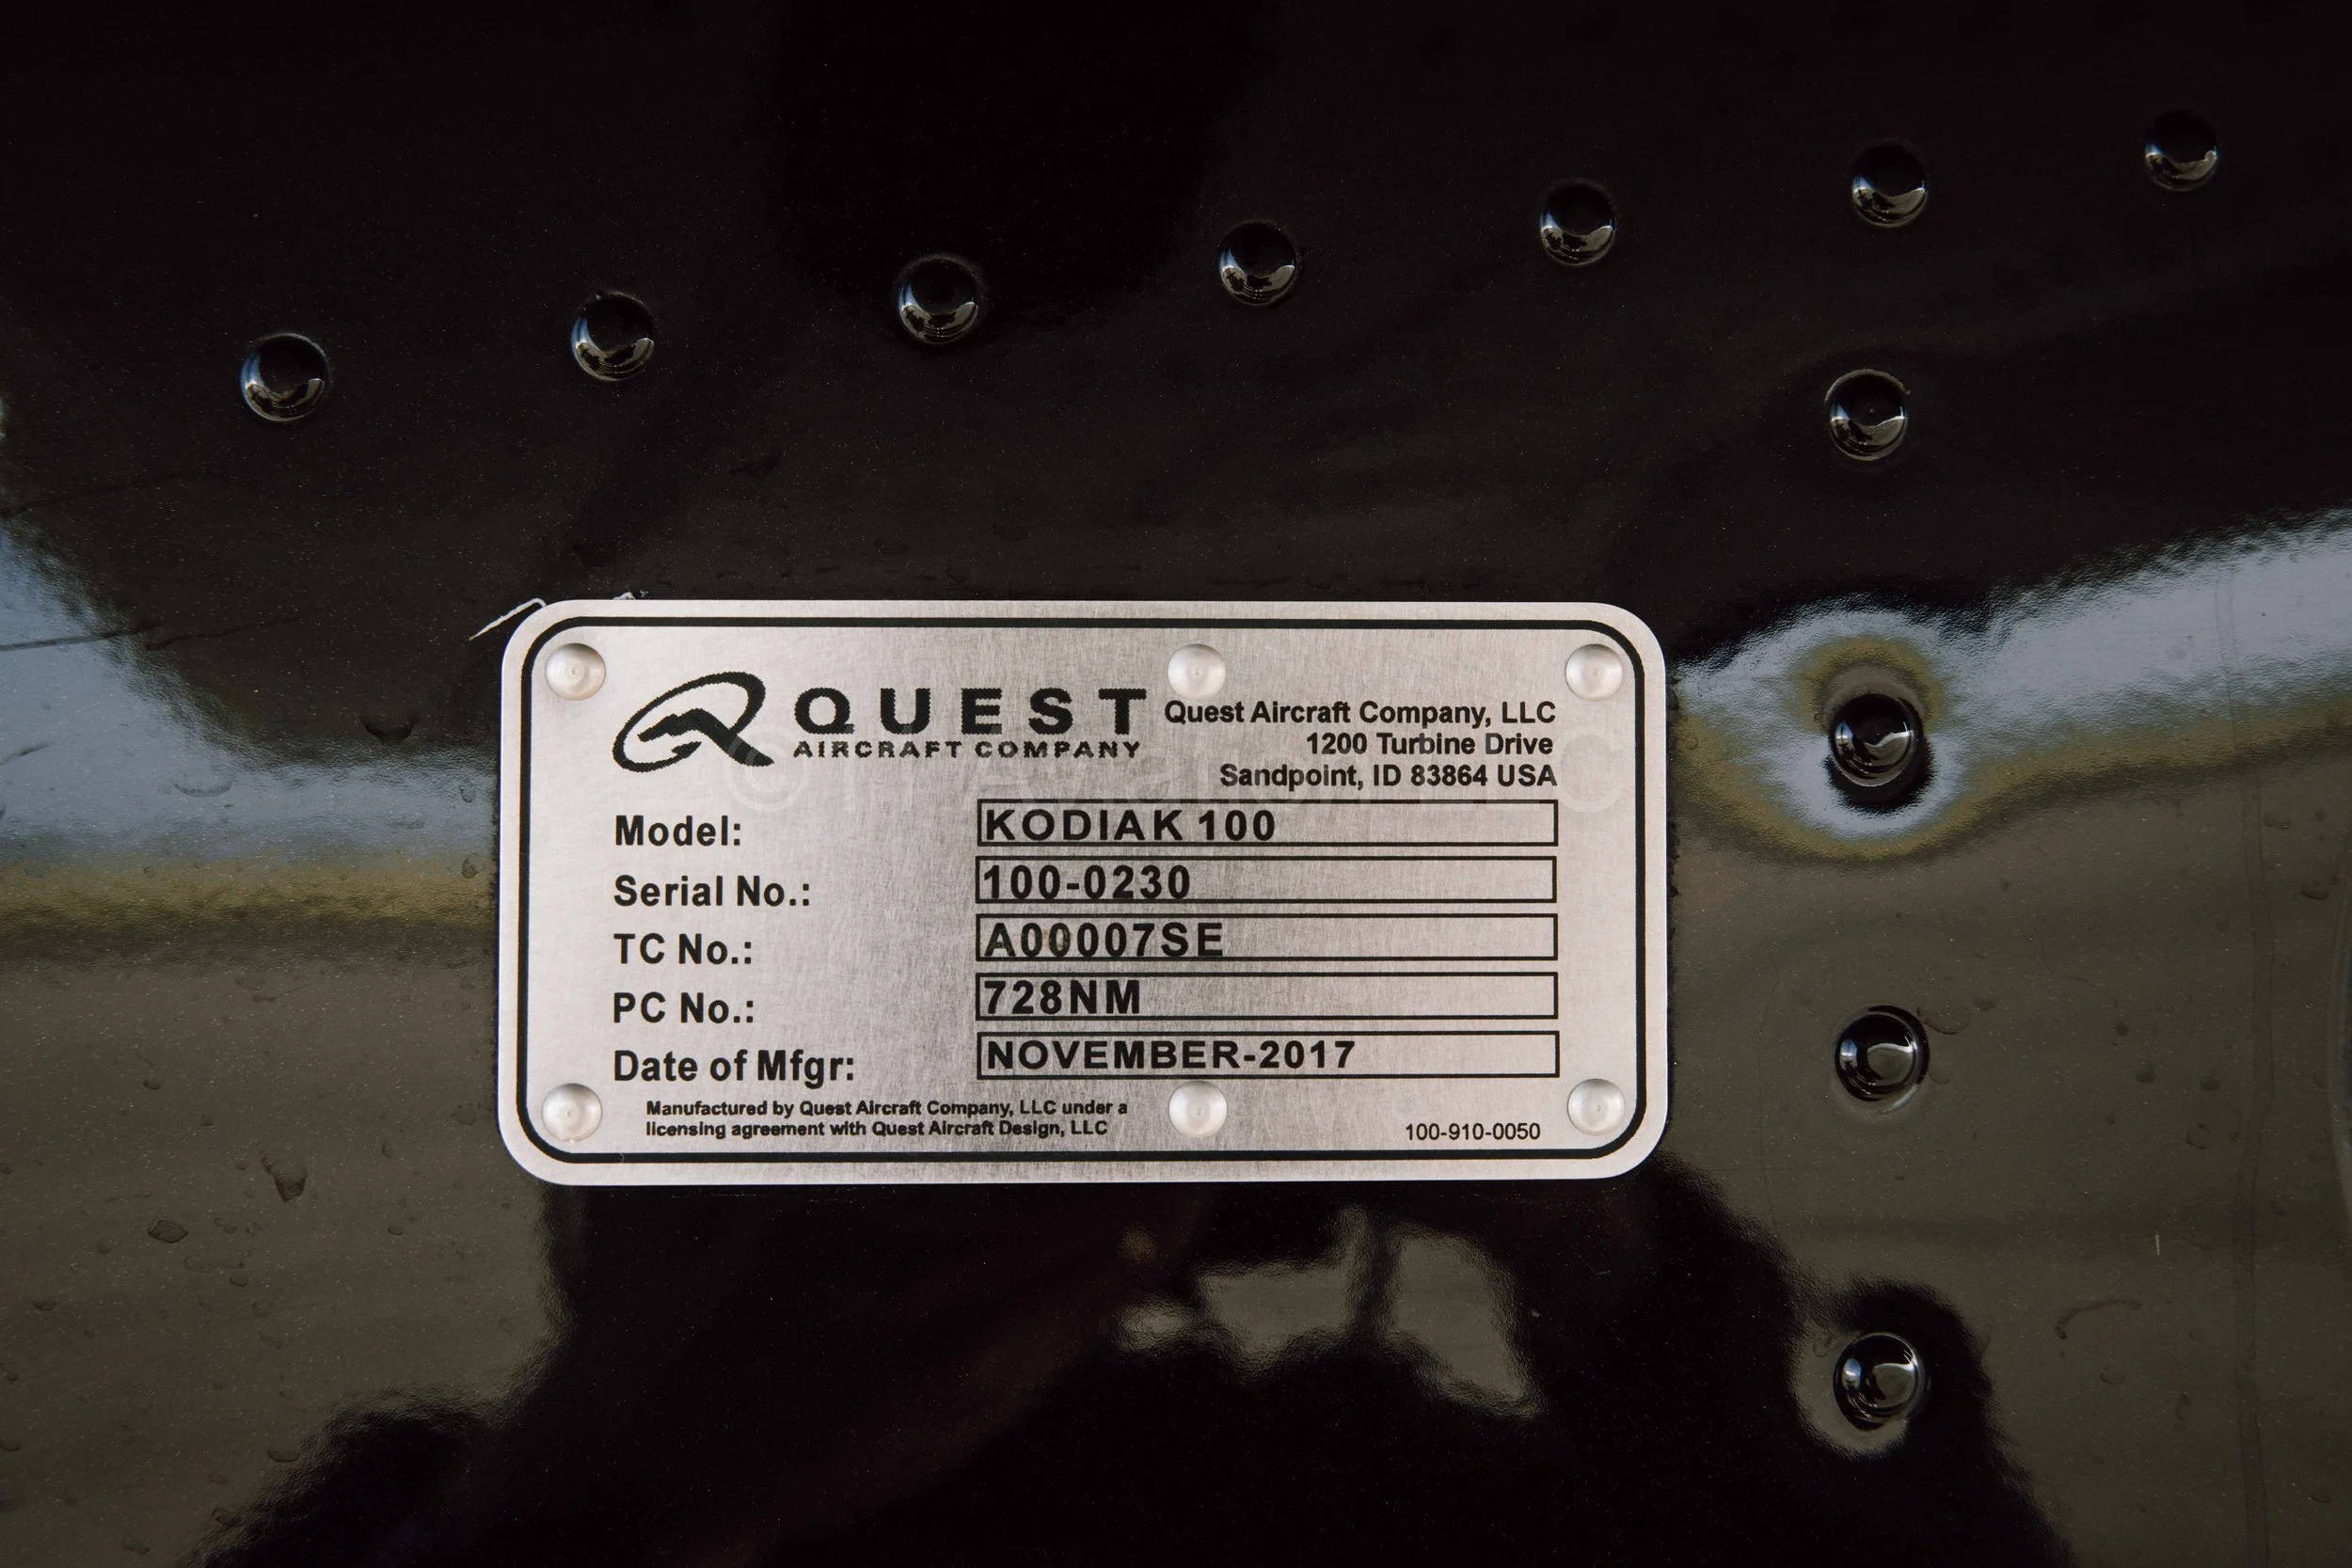 QUEST
AIRCRAFT COMPANY
Quest Aircraft Company, LLC
1200 Turbine Drive
Sandpoint, ID 83864 USA
Model: KODIAK 100
Serial No.: 100-0230
TC No.: A00007SE
PC No.: 728NM
Date of Mfgr: NOVEMBER-2017
Manufactured by Quest Aircraft Company, LLC under a
licensing agreement with Quest Aircraft Design, LLC
100-910-0050